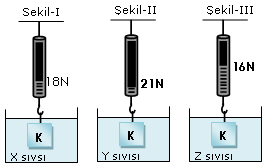 Şekil-I
Şekil-II
Şekil-III
18N
21N
16N
K
K
K
X sıvısı
Y sıvısı
Z sıvısı